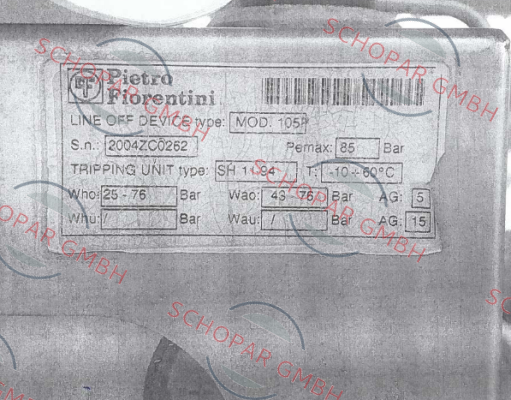 Pietro
Fiorentini
LINE OFF DEVICE type: MOD. 105P
S.n.: 2004ZC0262 Pemax: 85 Bar
TRIPPING UNIT type: SH T: -10 ÷ 60°C
Who: 25 - 76 Bar Wao: 43 - 76 Bar AG: 5
Whu: / Bar Wau: / Bar AG: 15
SCHOPAR GMBH
SCHOPAR GMBH
SCHOPAR GMBH
SCHOPAR GMBH
SCHOPAR GMBH